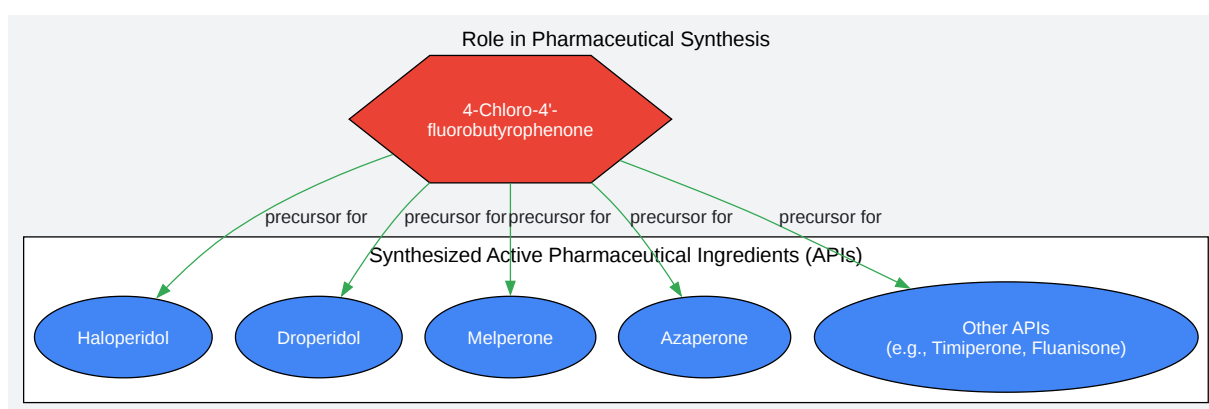 Role in Pharmaceutical Synthesis
4-Chloro-4'-
fluorobutyrophenone
precursor for
precursor for
precursor for
precursor for
precursor for
Synthesized Active Pharmaceutical Ingredients (APIs)
Haloperidol
Droperidol
Melperone
Azaperone
Other APIs
(e.g., Timiperone, Fluanisone)